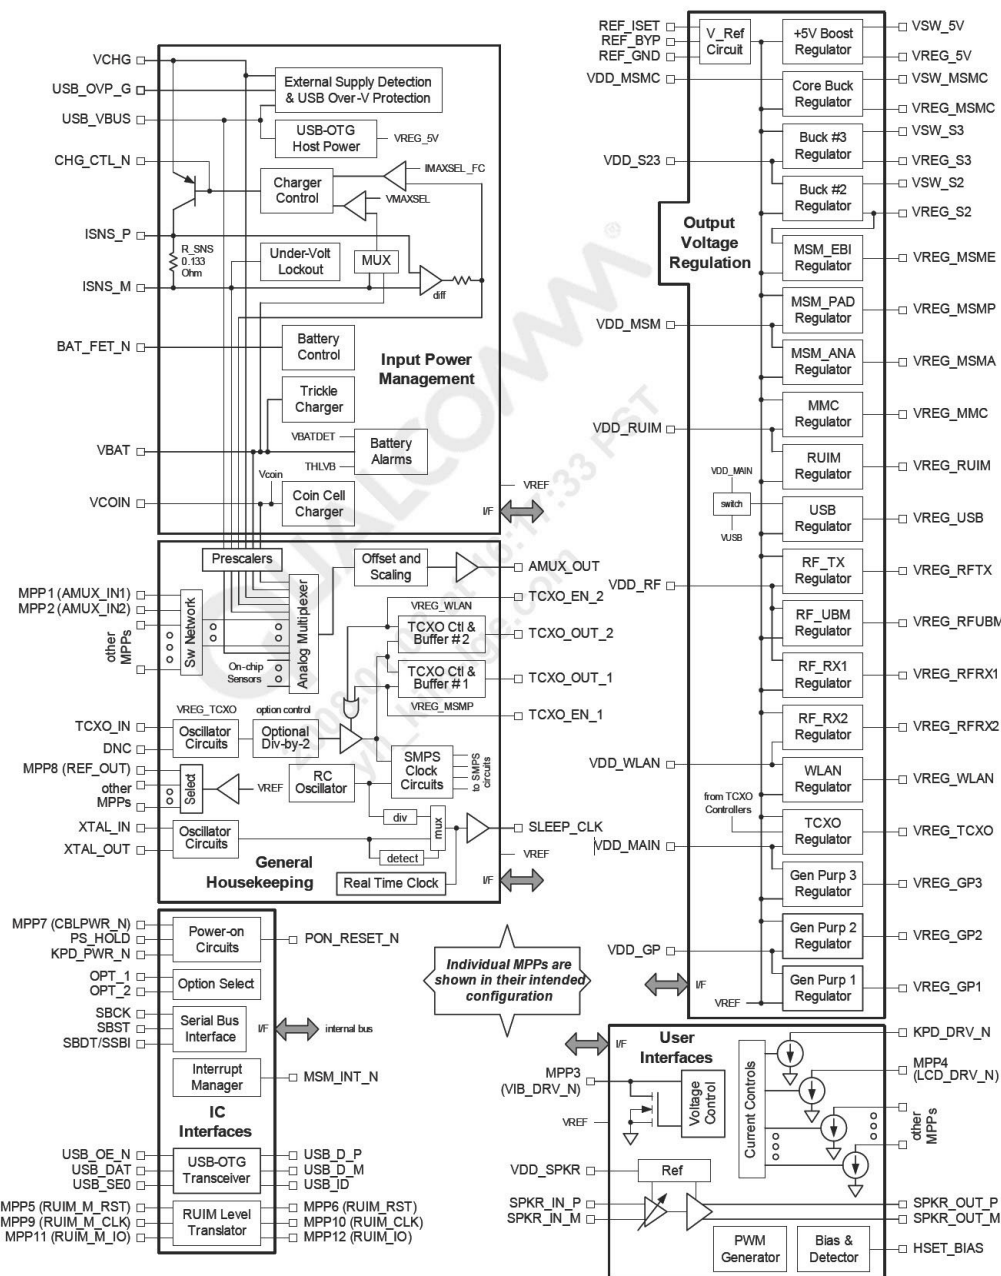 VCHG
USB_OVP_G
USB_VBUS
CHG_CTL_N
ISNS_P
R_SNS
0.133
Ohm
ISNS_M
BAT_FET_N
VBAT
VCOIN
External Supply Detection
& USB Over-V Protection
USB-OTG
Host Power
VREG_5V
Charger
Control
IMAXSEL_FC
VMAXSEL
Under-Volt
Lockout
MUX
diff
Battery
Control
Input Power
Management
Trickle
Charger
VBATDET
Battery
Alarms
THLVB
Vcoin
Coin Cell
Charger
VREF
I/F
Prescalers
Offset and
Scaling
AMUX_OUT
MPP1 (AMUX_IN1)
MPP2 (AMUX_IN2)
other
MPPs
Sw Network
On-chip
Sensors
Analog Multiplexer
VREG_WLAN
TCXO Ctl &
Buffer #2
TCXO Ctl &
Buffer #1
VREG_MSMP
TCXO_EN_2
TCXO_OUT_2
TCXO_OUT_1
TCXO_EN_1
VREG_TCXO
option control
TCXO_IN
DNC
Oscillator
Circuits
Optional
Div-by-2
MPP8 (REF_OUT)
other
MPPs
Select
VREF
RC
Oscillator
SMPS
Clock
Circuits
to SMPS
circuits
XTAL_IN
XTAL_OUT
Oscillator
Circuits
div
mux
detect
SLEEP_CLK
VREF
General
Housekeeping
Real Time Clock
I/F
MPP7 (CBLPWR_N)
PS_HOLD
KPD_PWR_N
Power-on
Circuits
PON_RESET_N
OPT_1
OPT_2
Option Select
SBCK
SBST
SBDT/SSBI
Serial Bus
Interface
I/F
internal bus
Interrupt
Manager
MSM_INT_N
IC
Interfaces
USB_OE_N
USB_DAT
USB_SE0
USB-OTG
Transceiver
USB_D_P
USB_D_M
USB_ID
MPP5 (RUIM_M_RST)
MPP9 (RUIM_M_CLK)
MPP11 (RUIM_M_IO)
RUIM Level
Translator
MPP6 (RUIM_RST)
MPP10 (RUIM_CLK)
MPP12 (RUIM_IO)
Individual MPPs are
shown in their intended
configuration
REF_ISET
REF_BYP
REF_GND
V_Ref
Circuit
+5V Boost
Regulator
VSW_5V
VREG_5V
VDD_MSMC
Core Buck
Regulator
VSW_MSMC
VREG_MSMC
VDD_S23
Buck #3
Regulator
VSW_S3
VREG_S3
Buck #2
Regulator
VSW_S2
VREG_S2
Output
Voltage
Regulation
MSM_EBI
Regulator
VREG_MSME
VDD_MSM
MSM_PAD
Regulator
VREG_MSMP
MSM_ANA
Regulator
VREG_MSMA
VDD_RUIM
MMC
Regulator
VREG_MMC
RUIM
Regulator
VREG_RUIM
VDD_MAIN
switch
VUSB
USB
Regulator
VREG_USB
VDD_RF
RF_TX
Regulator
VREG_RFTX
RF_UBM
Regulator
VREG_RFUBM
RF_RX1
Regulator
VREG_RFRX1
RF_RX2
Regulator
VREG_RFRX2
VDD_WLAN
WLAN
Regulator
VREG_WLAN
from TCXO
Controllers
TCXO
Regulator
VREG_TCXO
VDD_MAIN
Gen Purp 3
Regulator
VREG_GP3
VDD_GP
Gen Purp 2
Regulator
VREG_GP2
I/F
VREF
Gen Purp 1
Regulator
VREG_GP1
I/F
User
Interfaces
MPP3
(VIB_DRV_N)
VREF
Voltage
Control
Current Controls
KPD_DRV_N
MPP4
(LCD_DRV_N)
other
MPPs
VDD_SPKR
Ref
SPKR_IN_P
SPKR_IN_M
SPKR_OUT_P
SPKR_OUT_M
PWM
Generator
Bias &
Detector
HSET_BIAS
QUALCOMM